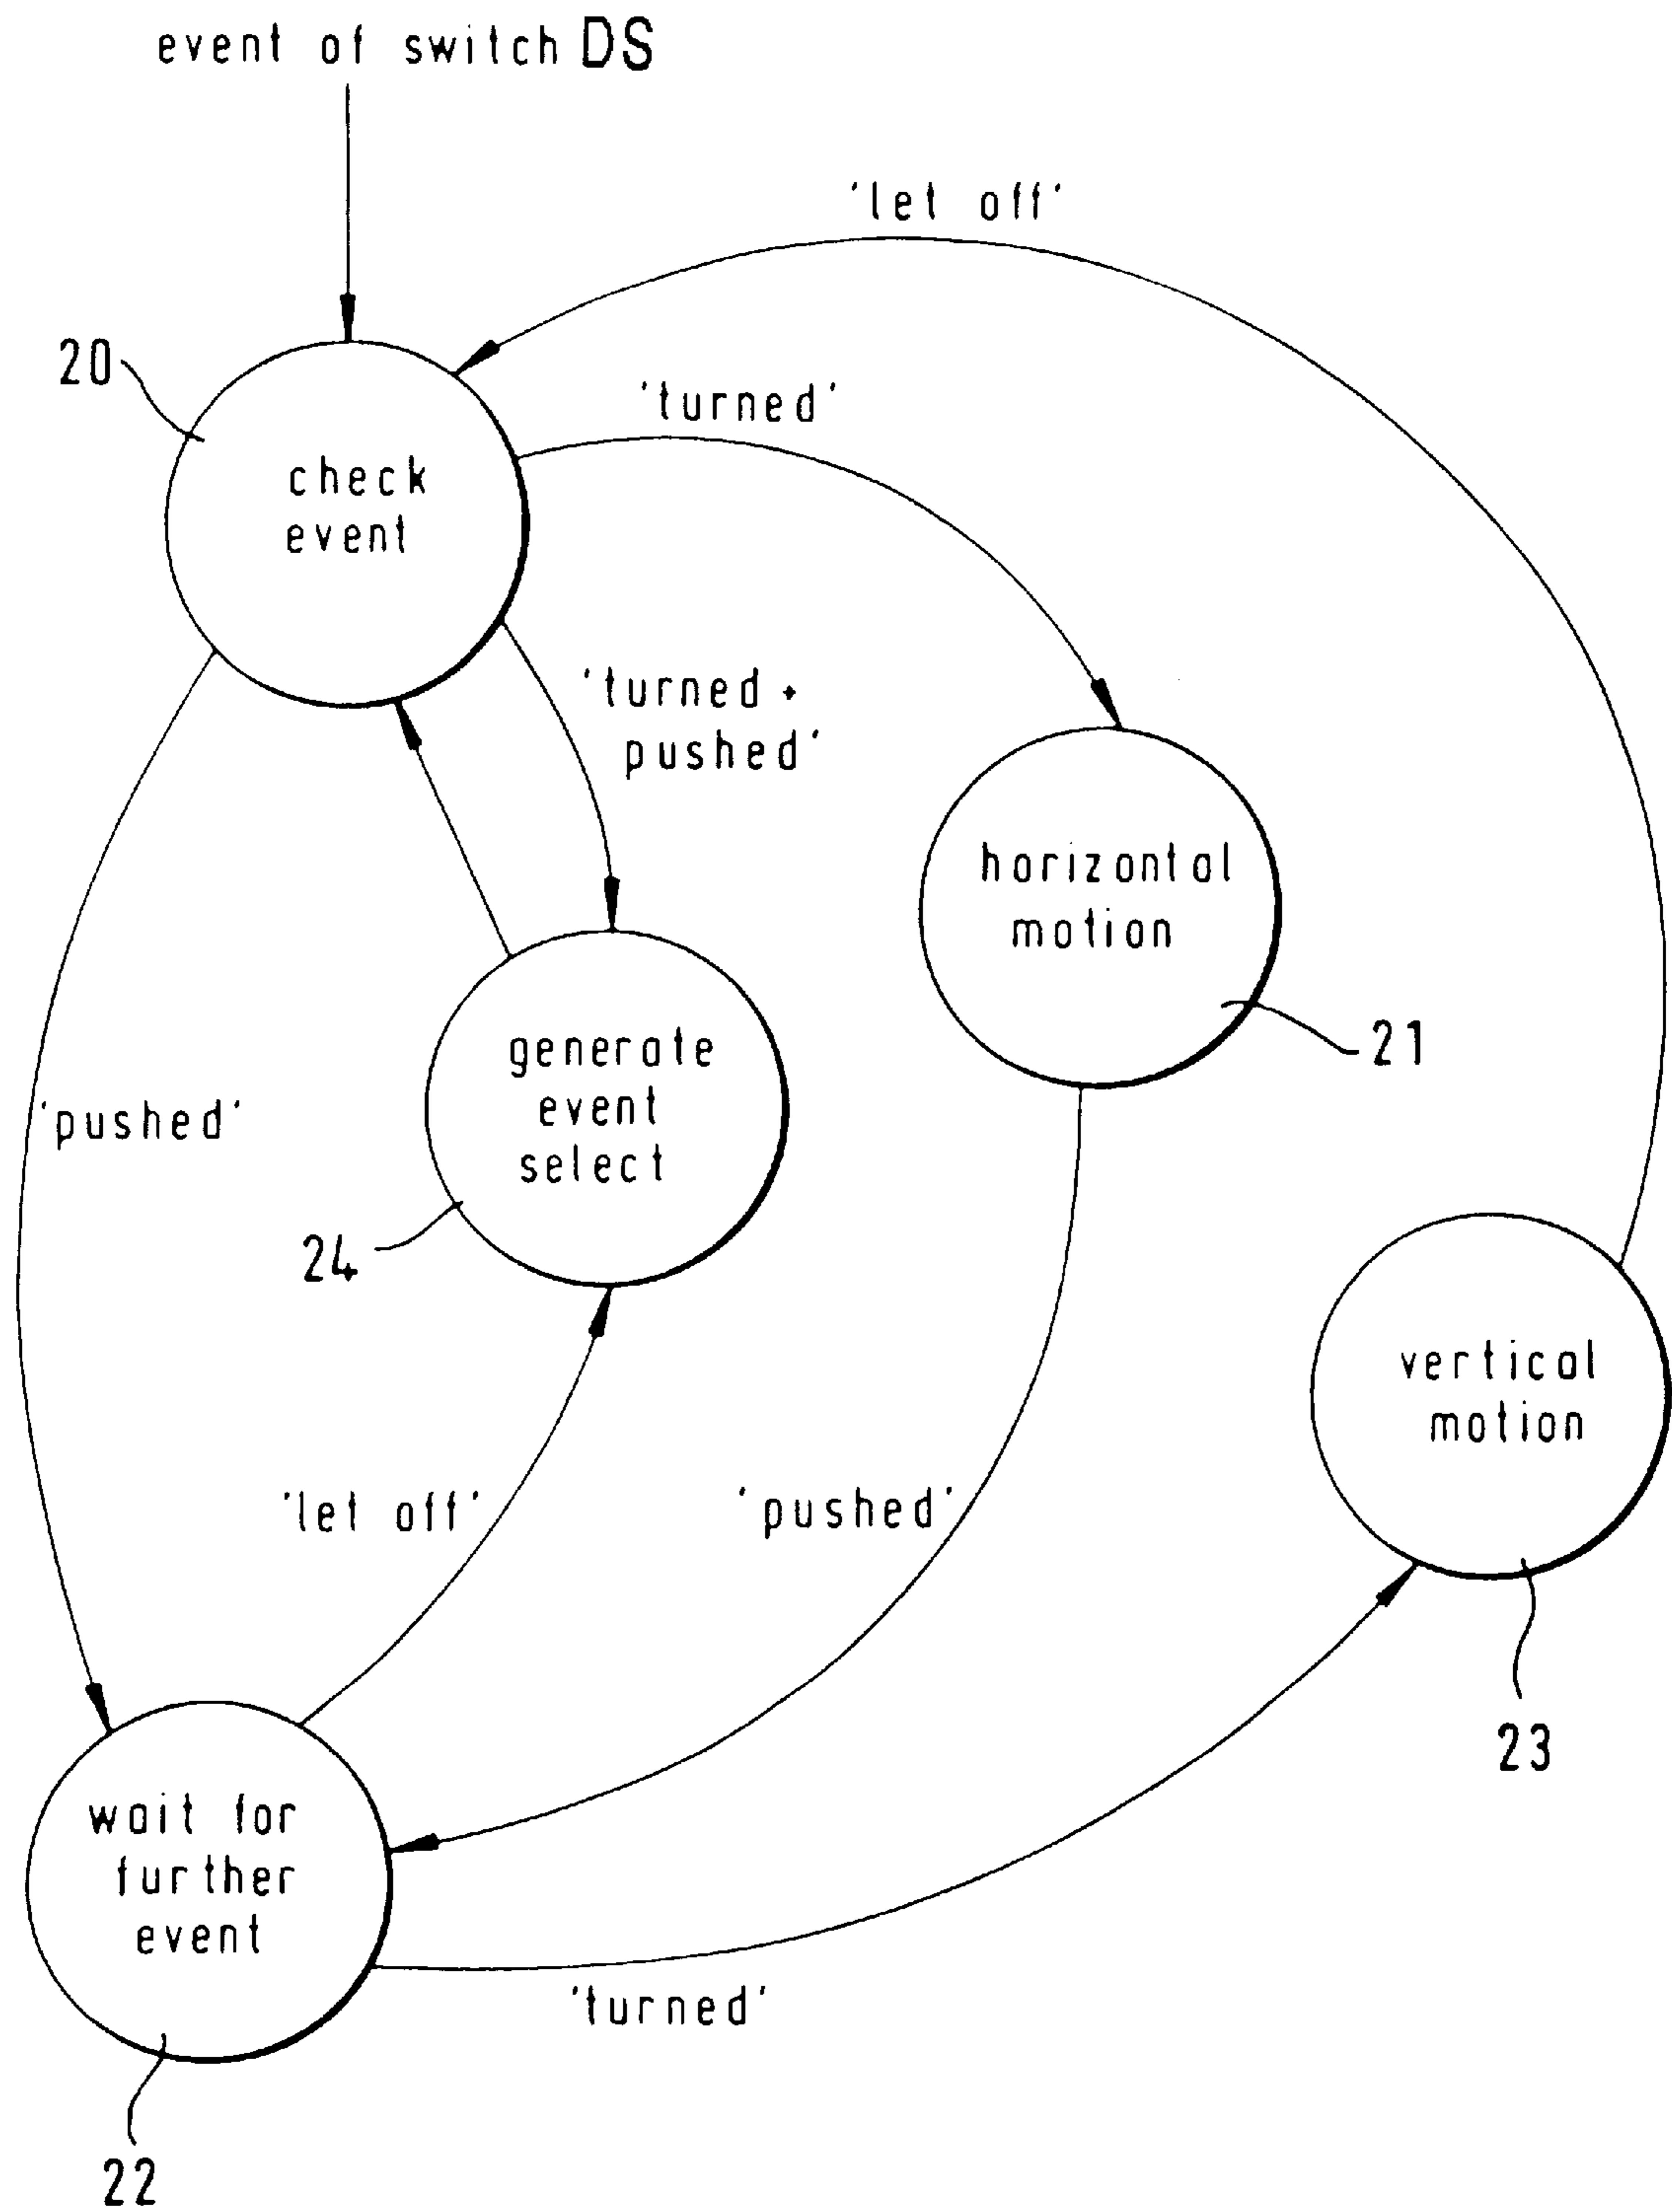 event of switch DS
'let off'
20
'turned'
check
event
'turned +
pushed'
horizontal
motion
21
generate
event
select
'pushed'
24
vertical
motion
'let off'
'pushed'
23
wait for
further
event
'turned'
22